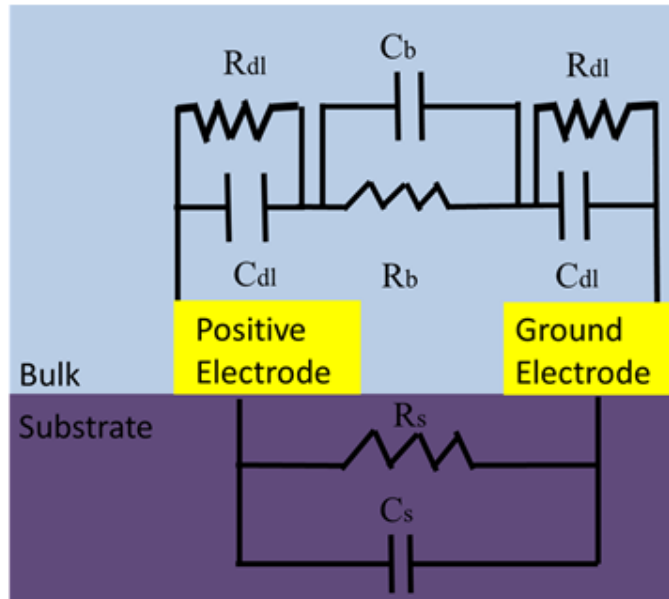 Cb
Rdl
Rdl
Cdl
Rb
Cdl
Positive
Electrode
Ground
Electrode
Bulk
Substrate
Rs
Cs